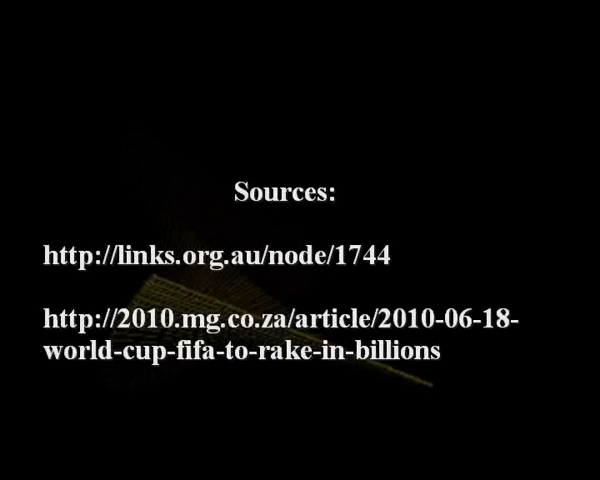 Sources:
http://links.org.au/node/1744
http://2010.mg.co.za/article/2010-06-18-
world-cup-fifa-to-rake-in-billions